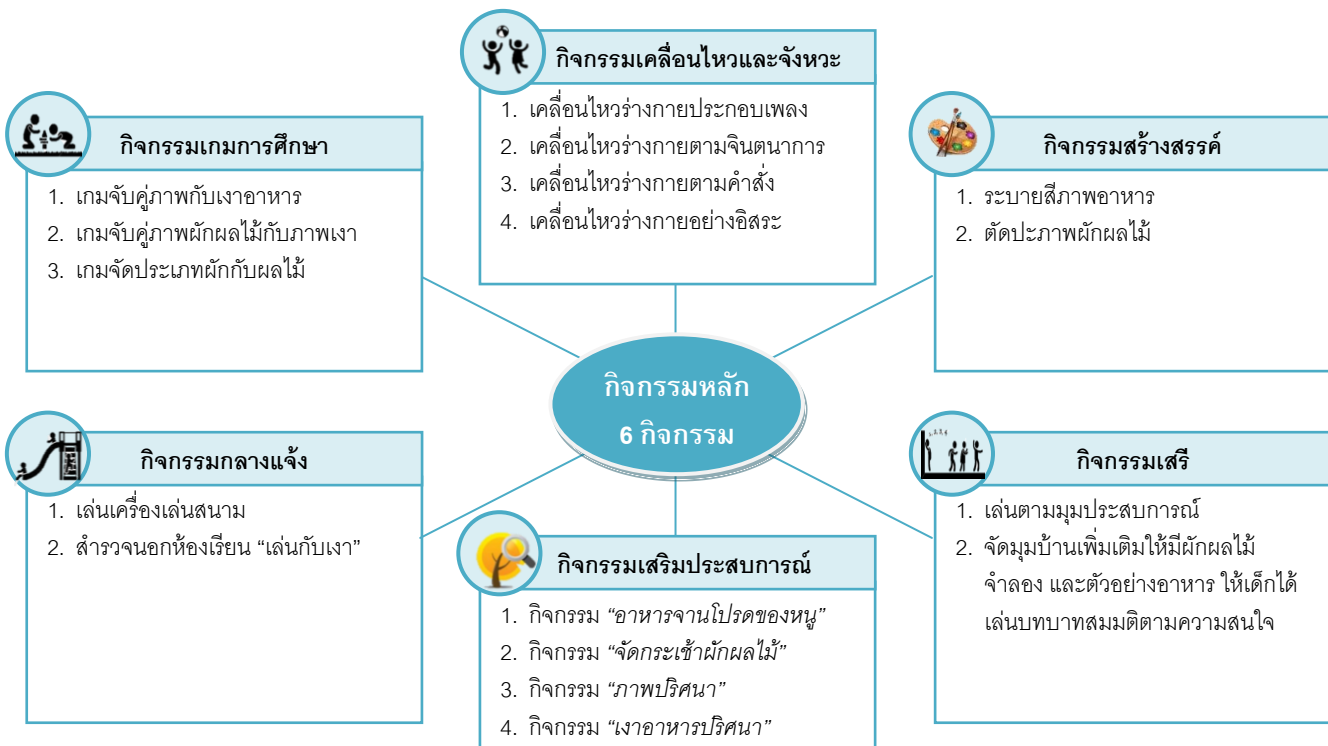 กิจกรรมเคลื่อนไหวและจังหวะ
1. เคลื่อนไหวร่างกายประกอบเพลง
2. เคลื่อนไหวร่างกายตามจินตนาการ
3. เคลื่อนไหวร่างกายตามคำสั่ง
4. เคลื่อนไหวร่างกายอย่างอิสระ
กิจกรรมเกมการศึกษา
1. เกมจับคู่ภาพกับเงาอาหาร
2. เกมจับคู่ภาพผักผลไม้กับภาพเงา
3. เกมจัดประเภทผักกับผลไม้
กิจกรรมสร้างสรรค์
1. ระบายสีภาพอาหาร
2. ตัดปะภาพผักผลไม้
กิจกรรมหลัก
6 กิจกรรม
กิจกรรมกลางแจ้ง
1. เล่นเครื่องเล่นสนาม
2. สำรวจนอกห้องเรียน “เล่นกับเงา”
กิจกรรมเสริมประสบการณ์
1. กิจกรรม “อาหารจานโปรดของหนู”
2. กิจกรรม “จัดกระเช้าผักผลไม้”
3. กิจกรรม “ภาพปริศนา”
4. กิจกรรม “เงาอาหารปริศนา”
กิจกรรมเสรี
1. เล่นตามมุมประสบการณ์
2. จัดมุมบ้านเพิ่มเติมให้มีผักผลไม้
จำลอง และตัวอย่างอาหาร ให้เด็กได้
เล่นบทบาทสมมติตามความสนใจ